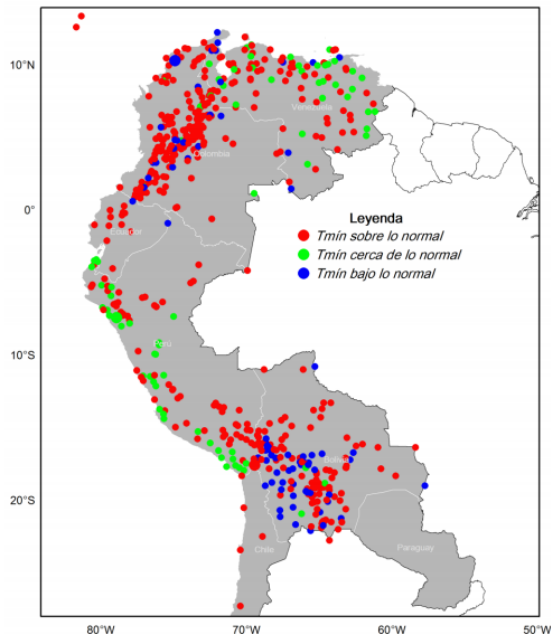 10°N
Venezuela
Colombia
0°
Ecuador
Leyenda
Tmín sobre lo normal
Tmín cerca de lo normal
Tmín bajo lo normal
Perú
10°S
Bolivia
20°S
Chile
Paraguay
80°W
70°W
60°W
50°W